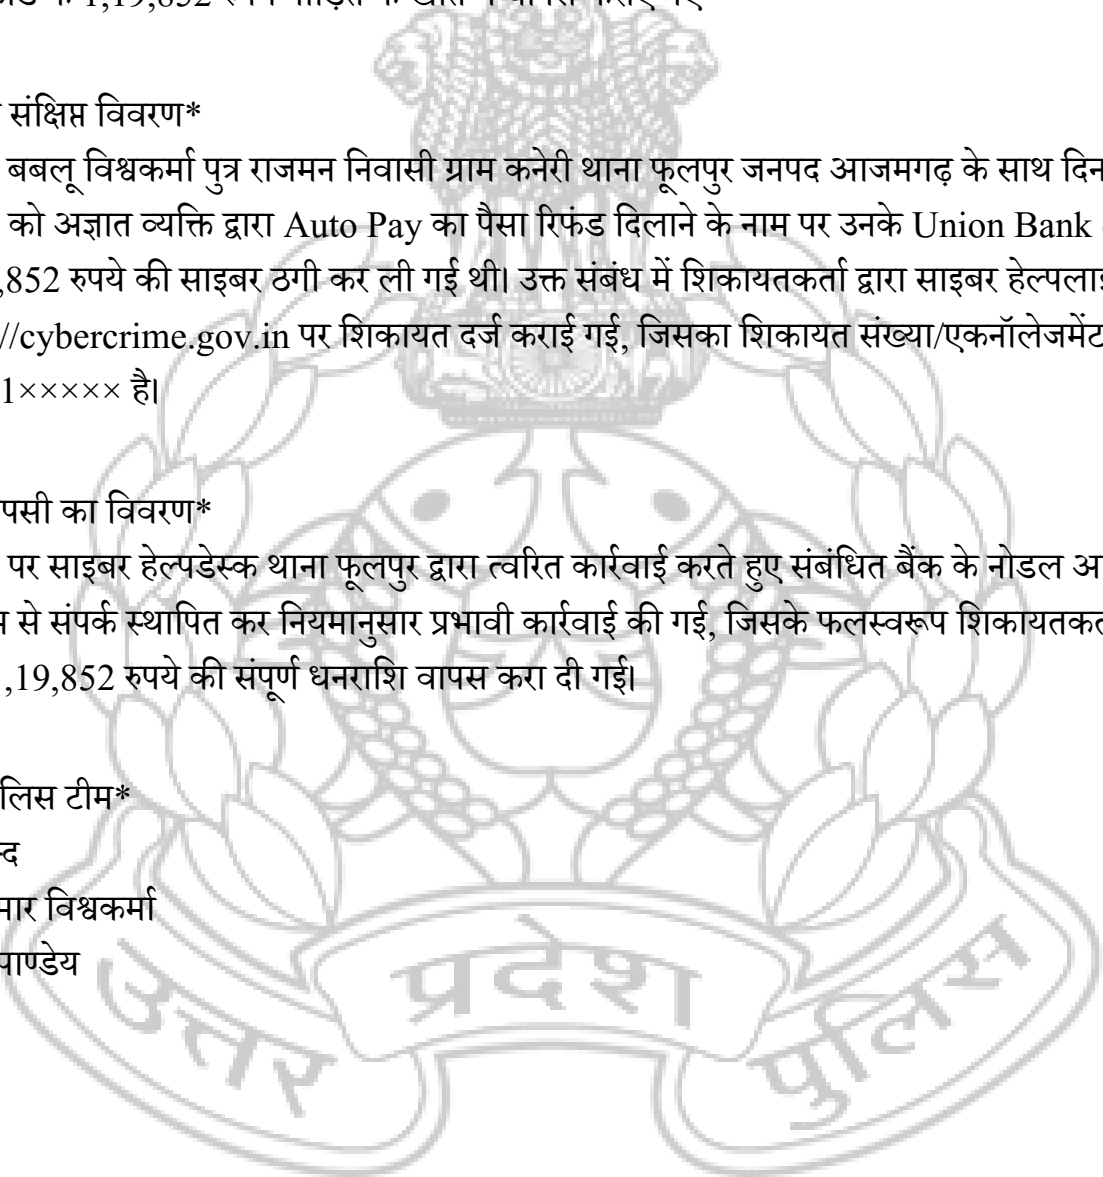 1,19,852
संक्षिप्त विवरण*
बबलू विश्वकर्मा पुत्र राजमन निवासी ग्राम कनेरी थाना फूलपुर जनपद आजमगढ़ के साथ
को अज्ञात व्यक्ति द्वारा Auto Pay का पैसा रिफंड दिलाने के नाम पर उनके Union Bank
,852 रुपये की साइबर ठगी कर ली गई थी। उक्त संबंध में शिकायतकर्ता द्वारा साइबर
//cybercrime.gov.in पर शिकायत दर्ज कराई गई, जिसका शिकायत संख्या/एकनॉलेजमेंट
1××××× है।
पसी का विवरण*
पर साइबर हेल्पडेस्क थाना फूलपुर द्वारा त्वरित कार्रवाई करते हुए संबंधित बैंक के नोडल
से संपर्क स्थापित कर नियमानुसार प्रभावी कार्रवाई की गई, जिसके फलस्वरूप
,19,852 रुपये की संपूर्ण धनराशि वापस करा दी गई।
लिस टीम*
मार विश्वकर्मा
पाण्डेय
उत्तर प्रदेश पुलिस